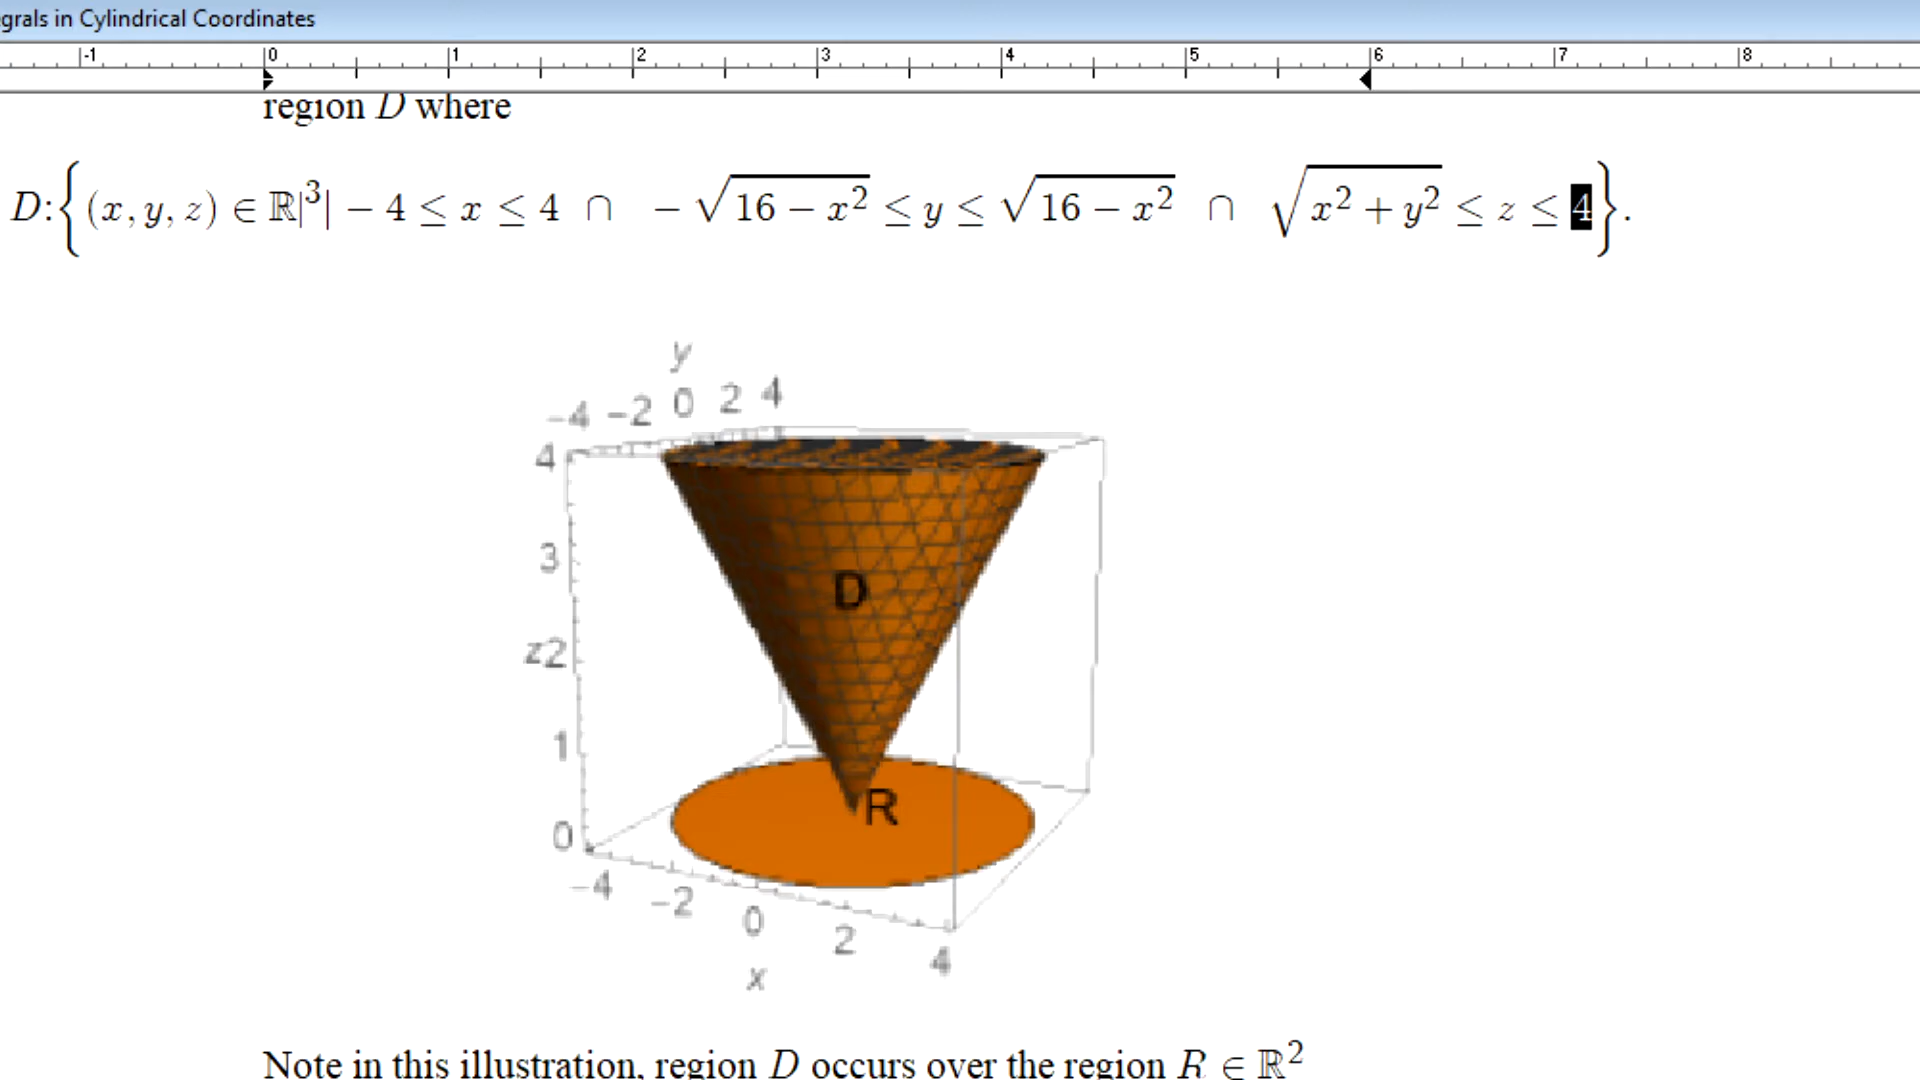 grals in Cylindrical Coordinates
-1 0 1 2 3 4 5 6 7 8
region D where
D:{(x, y, z) ∈ ℝ|³| − 4 ≤ x ≤ 4 ∩ −√(16 − x²) ≤ y ≤ √(16 − x²) ∩ √(x² + y²) ≤ z ≤ 4}.
y
−4 −2 0 2 4
4
3
D
z2
1
R
0
−4 −2 0 2 4
x
Note in this illustration, region D occurs over the region R ∈ ℝ²